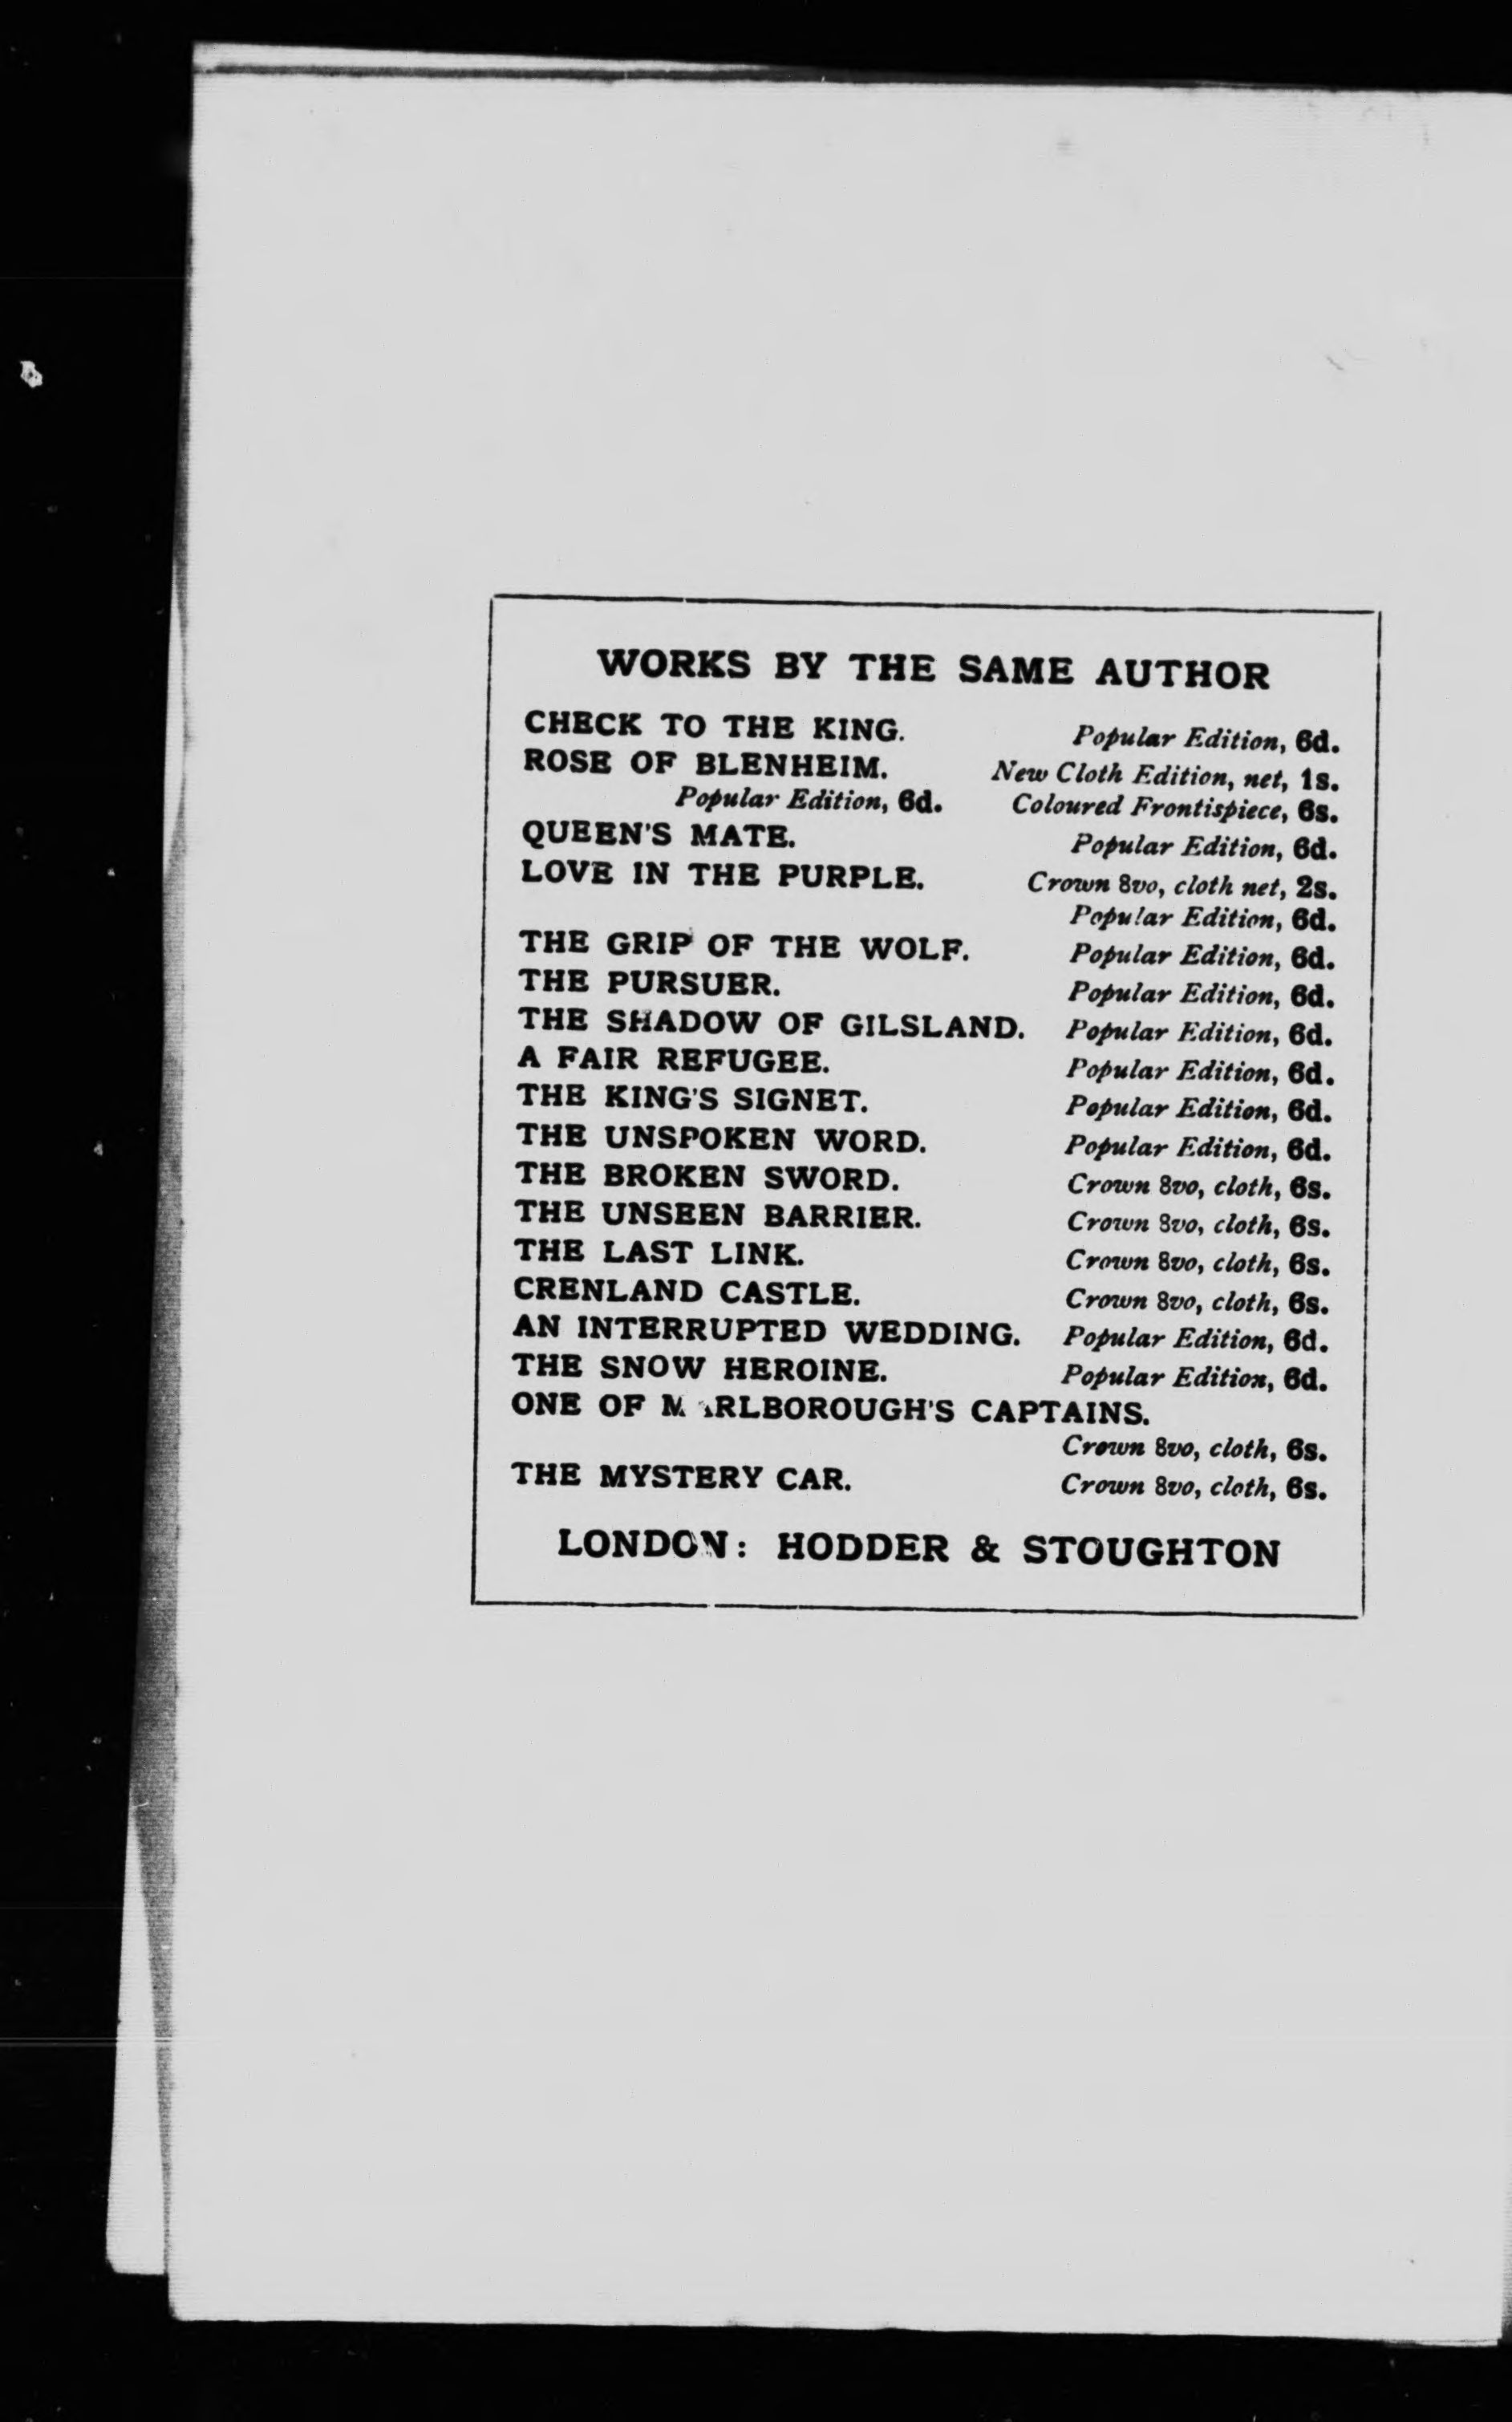 WORKS BY THE SAME AUTHOR
CHECK TO THE KING. Popular Edition, 6d.
ROSE OF BLENHEIM. New Cloth Edition, net, 1s.
Popular Edition, 6d. Coloured Frontispiece, 6s.
QUEEN'S MATE. Popular Edition, 6d.
LOVE IN THE PURPLE. Crown 8vo, cloth net, 2s.
Popular Edition, 6d.
THE GRIP OF THE WOLF. Popular Edition, 6d.
THE PURSUER. Popular Edition, 6d.
THE SHADOW OF GILSLAND. Popular Edition, 6d.
A FAIR REFUGEE. Popular Edition, 6d.
THE KING'S SIGNET. Popular Edition, 6d.
THE UNSPOKEN WORD. Popular Edition, 6d.
THE BROKEN SWORD. Crown 8vo, cloth, 6s.
THE UNSEEN BARRIER. Crown 8vo, cloth, 6s.
THE LAST LINK. Crown 8vo, cloth, 6s.
CRENLAND CASTLE. Crown 8vo, cloth, 6s.
AN INTERRUPTED WEDDING. Popular Edition, 6d.
THE SNOW HEROINE. Popular Edition, 6d.
ONE OF MARLBOROUGH'S CAPTAINS.
Crown 8vo, cloth, 6s.
THE MYSTERY CAR. Crown 8vo, cloth, 6s.
LONDON: HODDER & STOUGHTON